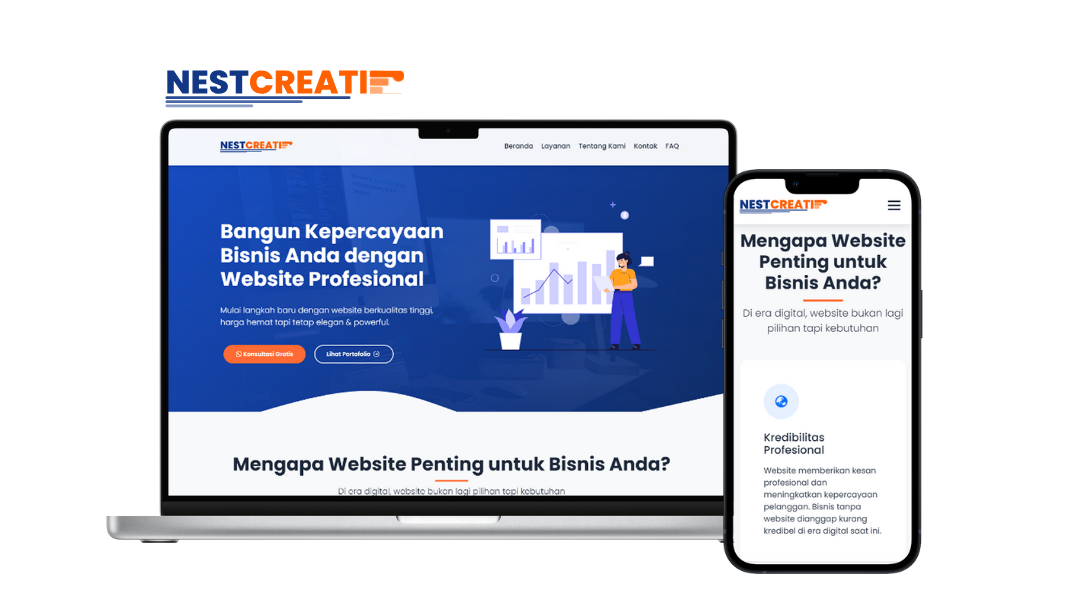 NESTCREATIF
NESTCREATIF
Beranda Layanan Tentang Kami Kontak FAQ
Bangun Kepercayaan
Bisnis Anda dengan
Website Profesional
Mulai langkah baru dengan website berkualitas tinggi,
harga hemat tapi tetap elegan & powerful.
Konsultasi Gratis
Lihat Portofolio
Mengapa Website Penting untuk Bisnis Anda?
Di era digital, website bukan lagi pilihan tapi kebutuhan
NESTCREATIF
Mengapa Website
Penting untuk
Bisnis Anda?
Di era digital, website bukan lagi
pilihan tapi kebutuhan
Kredibilitas
Profesional
Website memberikan kesan
profesional dan
meningkatkan kepercayaan
pelanggan. Bisnis tanpa
website dianggap kurang
kredibel di era digital saat ini.